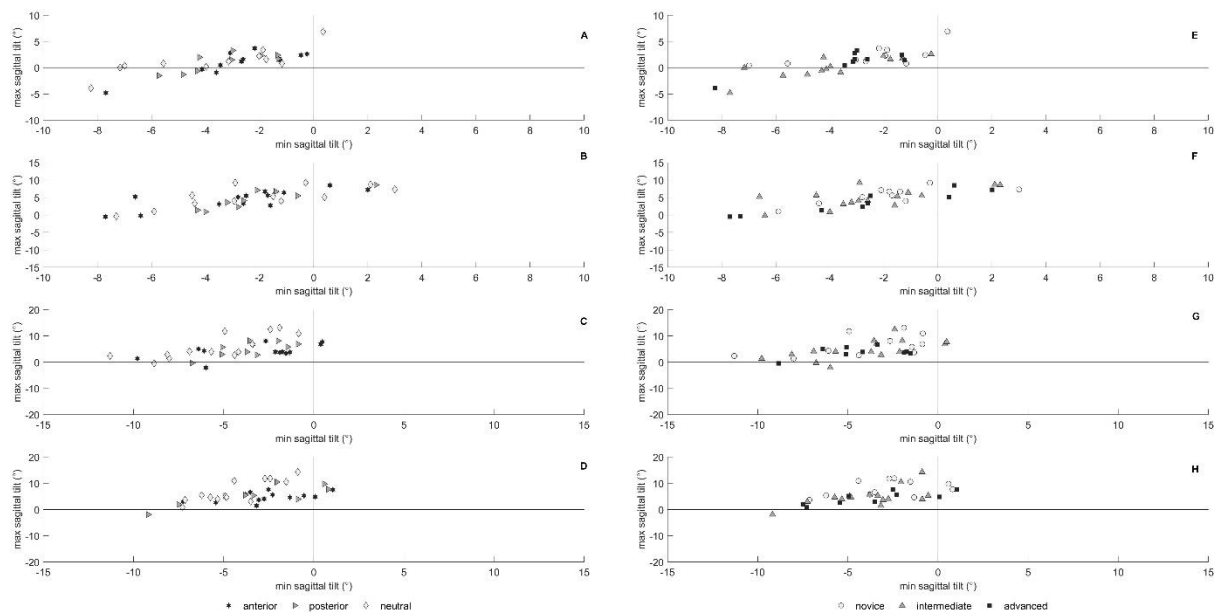 A
max sagittal tilt (°)
10
5
0
-5
-10
-10 -8 -6 -4 -2 0 2 4 6 8 10
min sagittal tilt (°)
B
max sagittal tilt (°)
15
10
5
0
-5
-10
-15
-10 -8 -6 -4 -2 0 2 4 6 8 10
min sagittal tilt (°)
C
max sagittal tilt (°)
20
10
0
-10
-20
-15 -10 -5 0 5 10 15
min sagittal tilt (°)
D
max sagittal tilt (°)
20
10
0
-10
-20
-15 -10 -5 0 5 10 15
min sagittal tilt (°)
anterior posterior neutral
E
max sagittal tilt (°)
10
5
0
-5
-10
-10 -8 -6 -4 -2 0 2 4 6 8 10
min sagittal tilt (°)
F
max sagittal tilt (°)
15
10
5
0
-5
-10
-15
-10 -8 -6 -4 -2 0 2 4 6 8 10
min sagittal tilt (°)
G
max sagittal tilt (°)
20
10
0
-10
-20
-15 -10 -5 0 5 10 15
min sagittal tilt (°)
H
max sagittal tilt (°)
20
10
0
-10
-20
-15 -10 -5 0 5 10 15
min sagittal tilt (°)
novice intermediate advanced